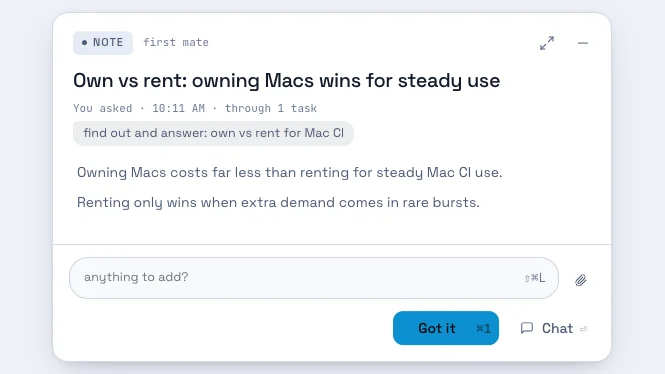 • NOTE first mate
Own vs rent: owning Macs wins for steady use
You asked · 10:11 AM · through 1 task
find out and answer: own vs rent for Mac CI
Owning Macs costs far less than renting for steady Mac CI use.
Renting only wins when extra demand comes in rare bursts.
anything to add? ⇧⌘L
Got it ⌘1 Chat ⏎